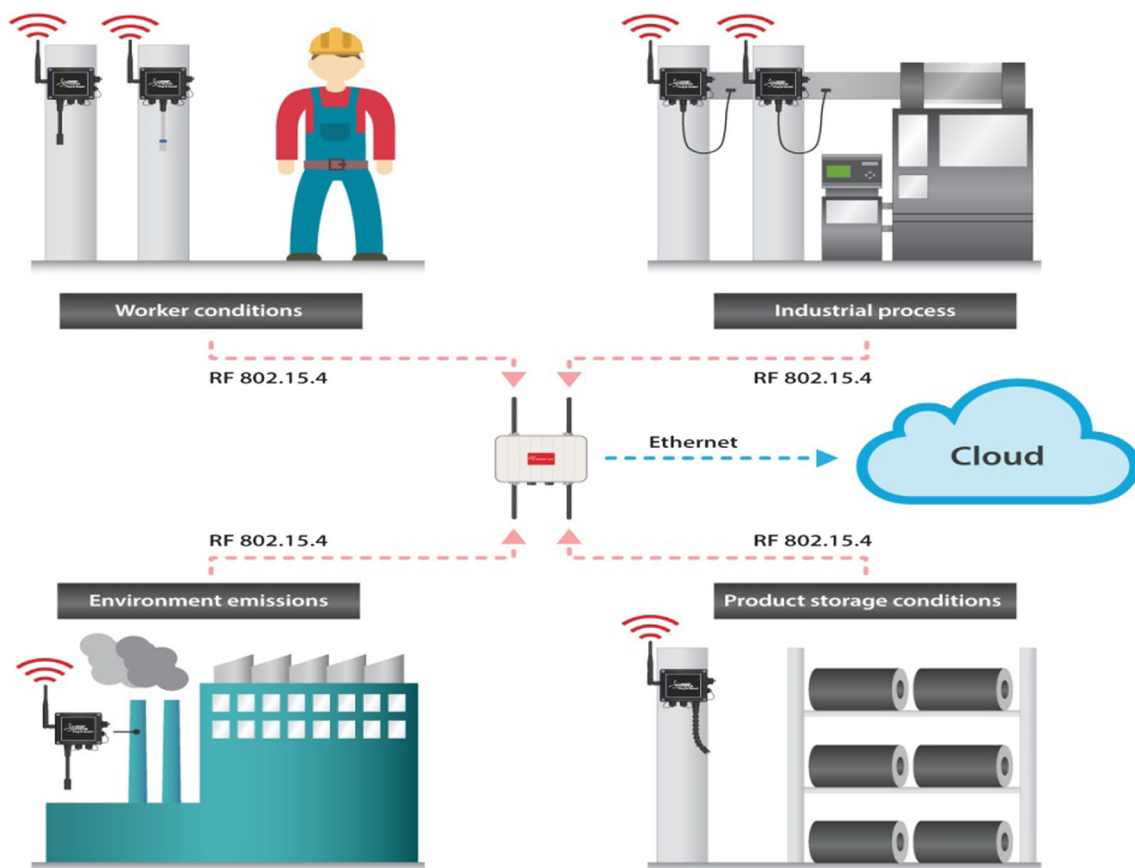 Worker conditions
Industrial process
RF 802.15.4
RF 802.15.4
Ethernet
Cloud
RF 802.15.4
RF 802.15.4
Environment emissions
Product storage conditions